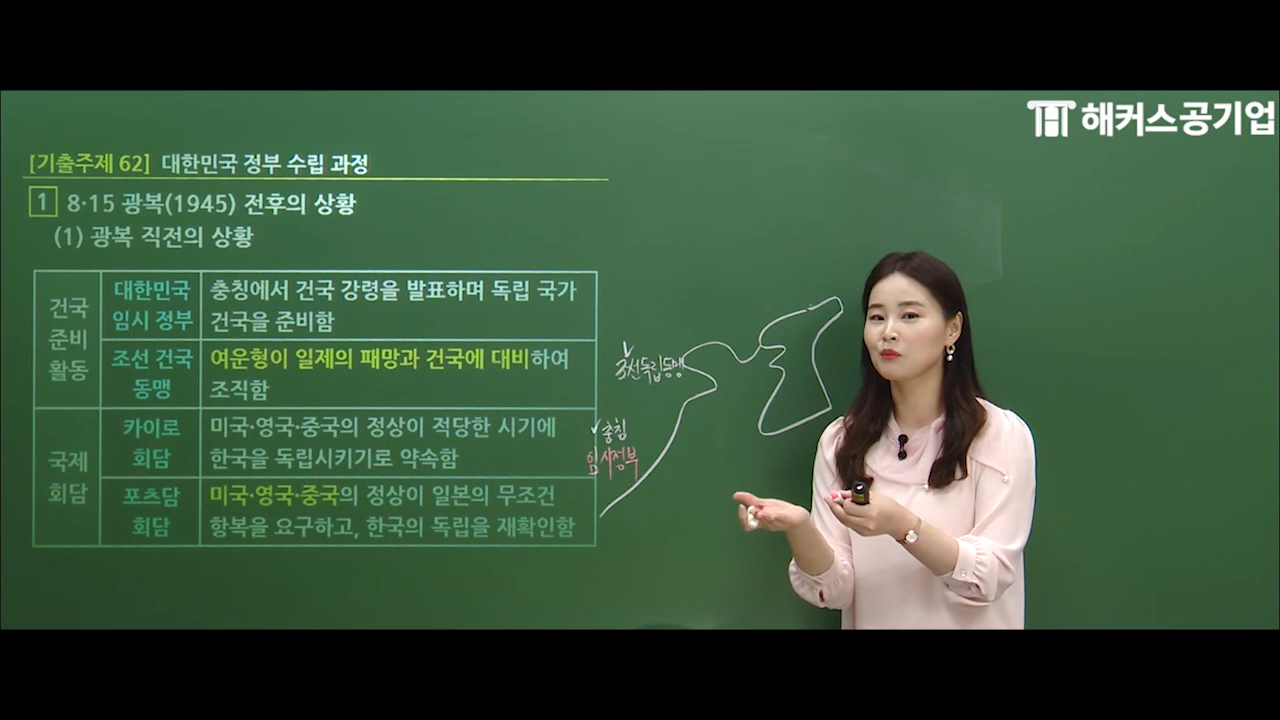 해커스공기업
[기출주제 62] 대한민국 정부 수립 과정
1 8·15 광복(1945) 전후의 상황
(1) 광복 직전의 상황
건국
준비
활동
대한민국
임시 정부
충칭에서 건국 강령을 발표하며 독립 국가
건국을 준비함
조선 건국
동맹
여운형이 일제의 패망과 건국에 대비하여
조직함
국제
회담
카이로
회담
미국·영국·중국의 정상이 적당한 시기에
한국을 독립시키기로 약속함
포츠담
회담
미국·영국·중국의 정상이 일본의 무조건
항복을 요구하고, 한국의 독립을 재확인함
독립동맹
충칭
임시정부